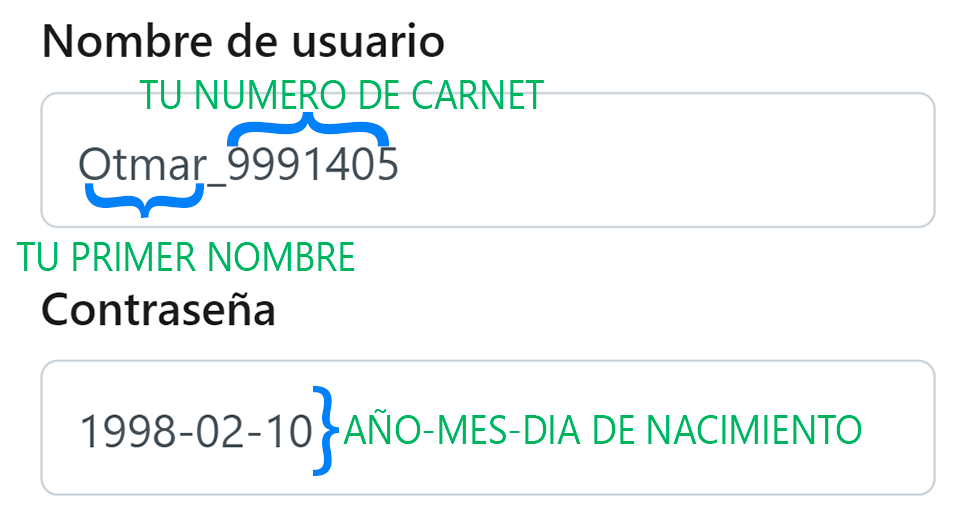 Nombre de usuario
TU NUMERO DE CARNET
Otmar_9991405
TU PRIMER NOMBRE
Contraseña
1998-02-10 AÑO-MES-DIA DE NACIMIENTO